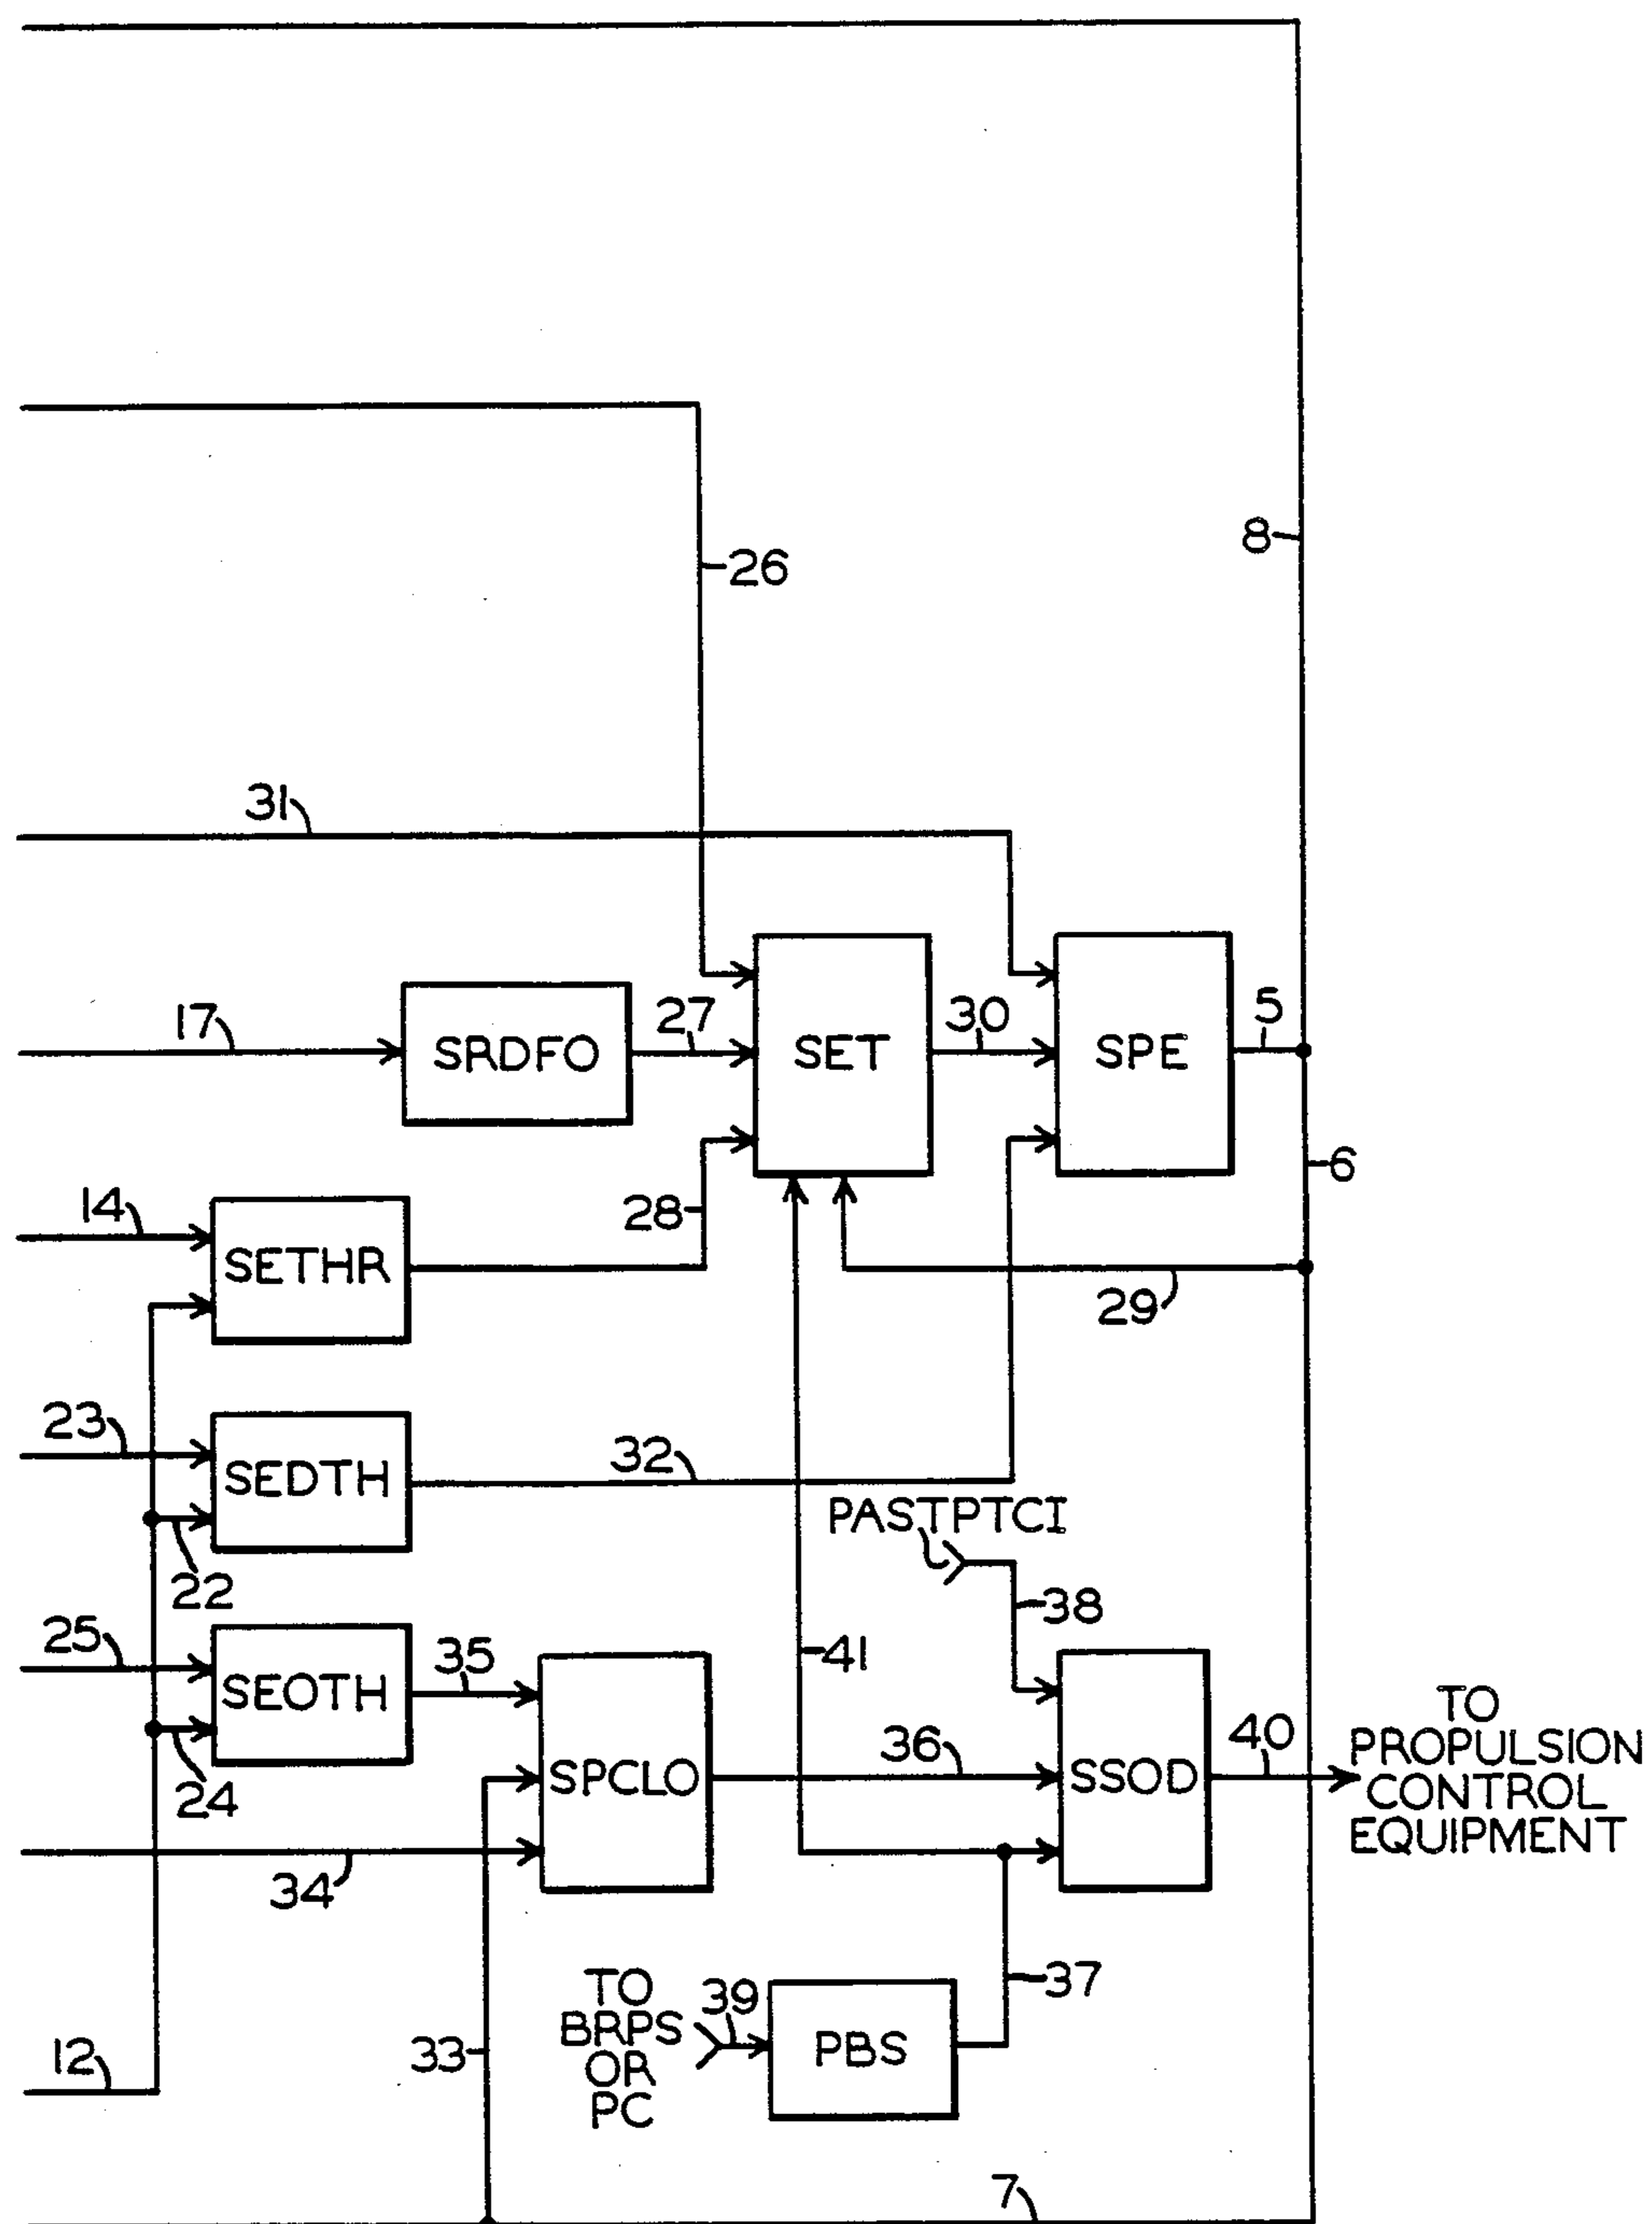 8
26
31
17
SRDFO
27
SET
30
SPE
5
6
14
SETHR
28
29
23
SEDTH
32
22
PASTPTCI
38
25
SEOTH
35
41
24
SPCLO
36
SSOD
40
TO
PROPULSION
CONTROL
EQUIPMENT
34
33
TO
BRPS
OR
PC
39
PBS
37
12
7